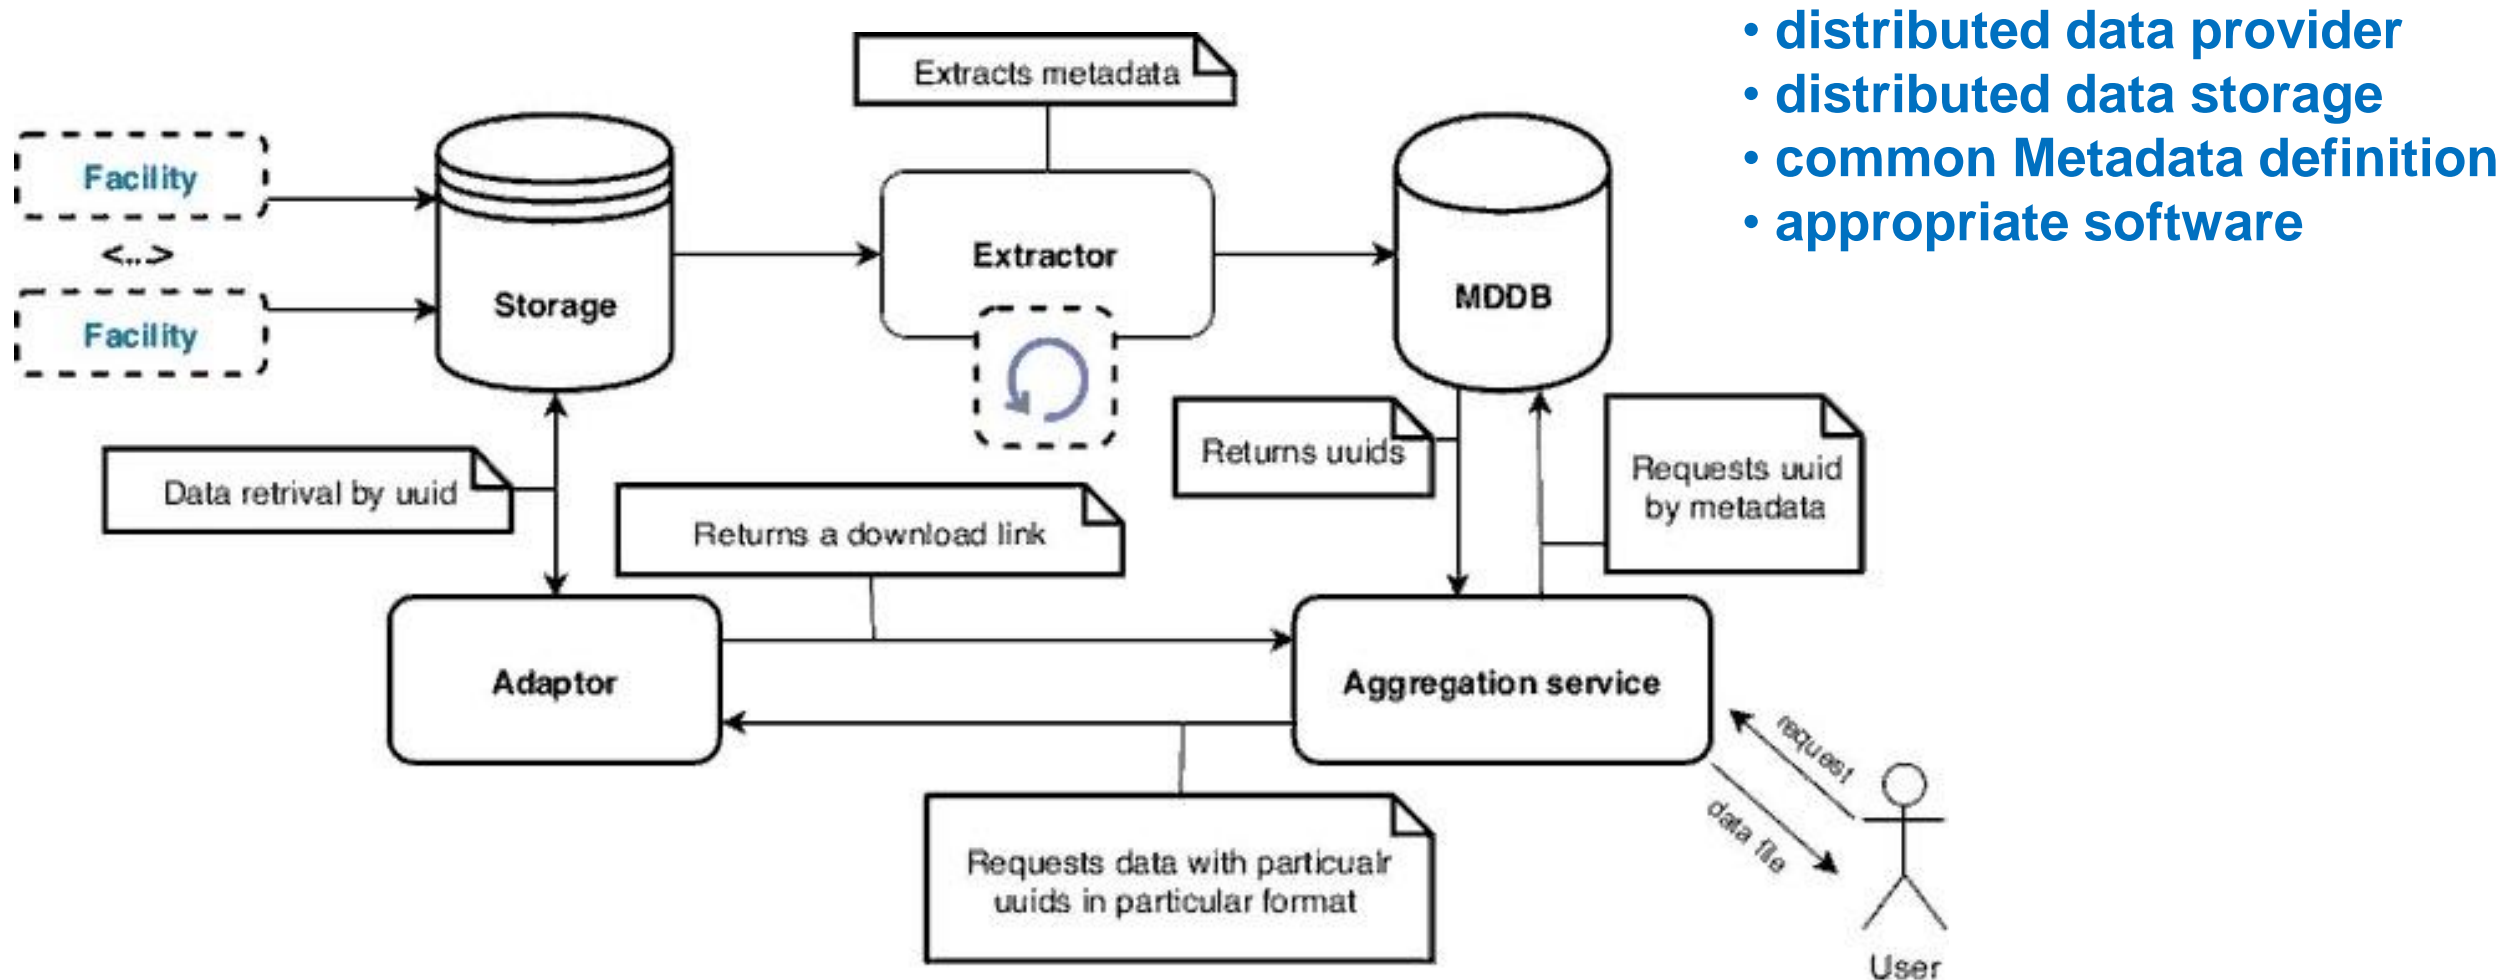 • distributed data provider
• distributed data storage
• common Metadata definition
• appropriate software
Extracts metadata
Facility
<...>
Facility
Storage
Extractor
MDDB
Data retrival by uuid
Returns a download link
Returns uuids
Requests uuid
by metadata
Adaptor
Aggregation service
request
data file
Requests data with particualr
uuids in particular format
User